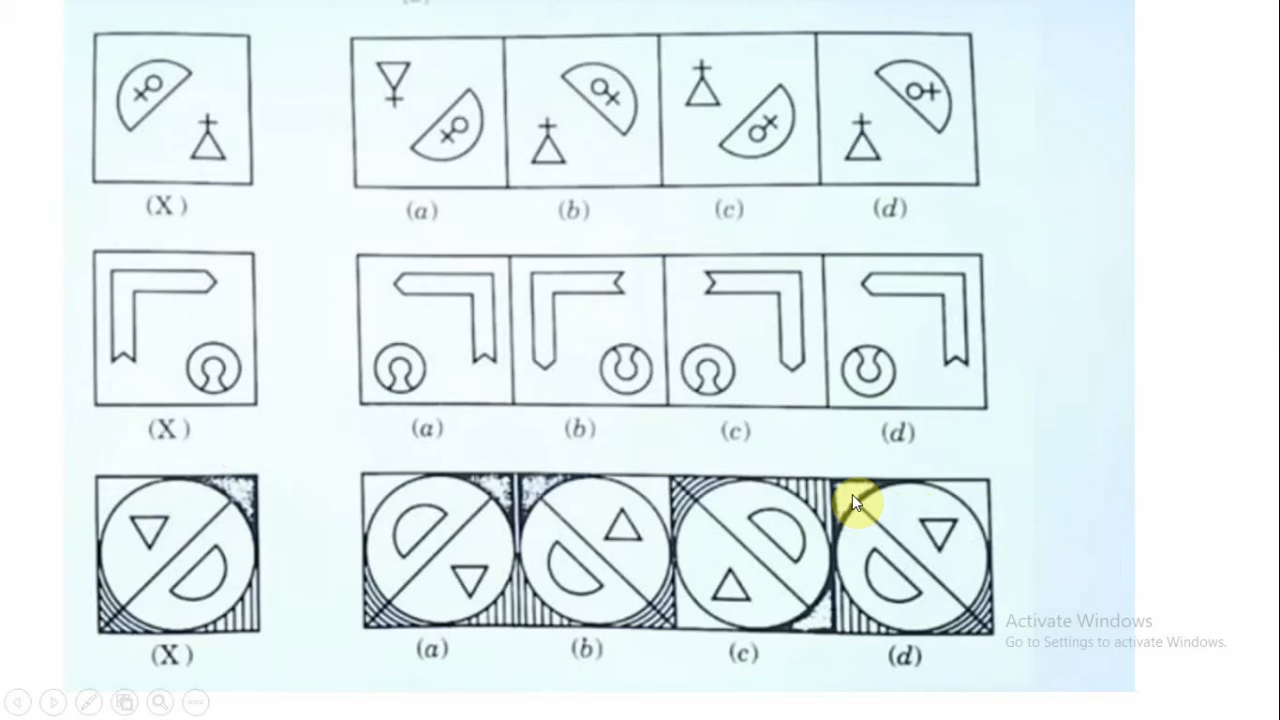 (X) (a) (b) (c) (d)
(X) (a) (b) (c) (d)
Activate Windows
Go to Settings to activate Windows.
(X) (a) (b) (c) (d)